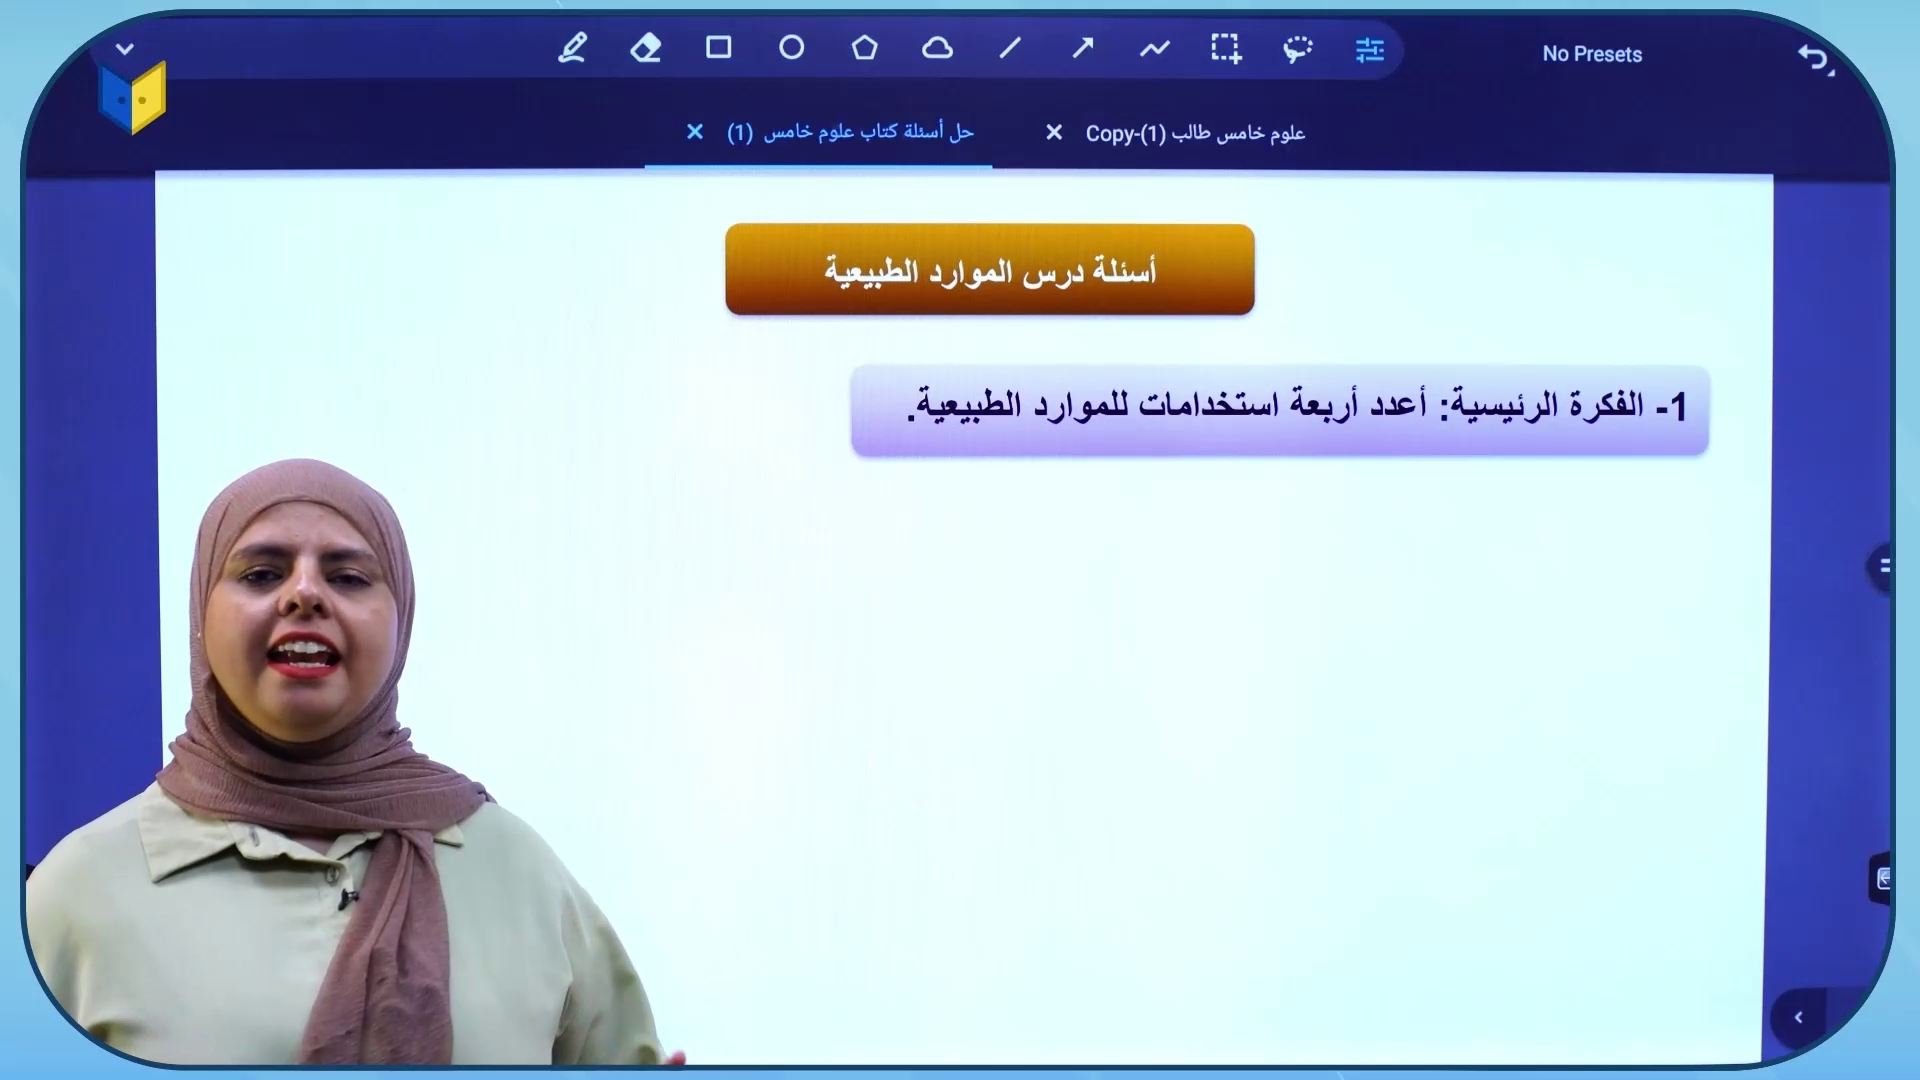 No Presets
علوم خامس طالب Copy-(1)
حل أسئلة كتاب علوم خامس (1)
أسئلة درس الموارد الطبيعية
1- الفكرة الرئيسية: أعدد أربعة استخدامات للموارد الطبيعية.